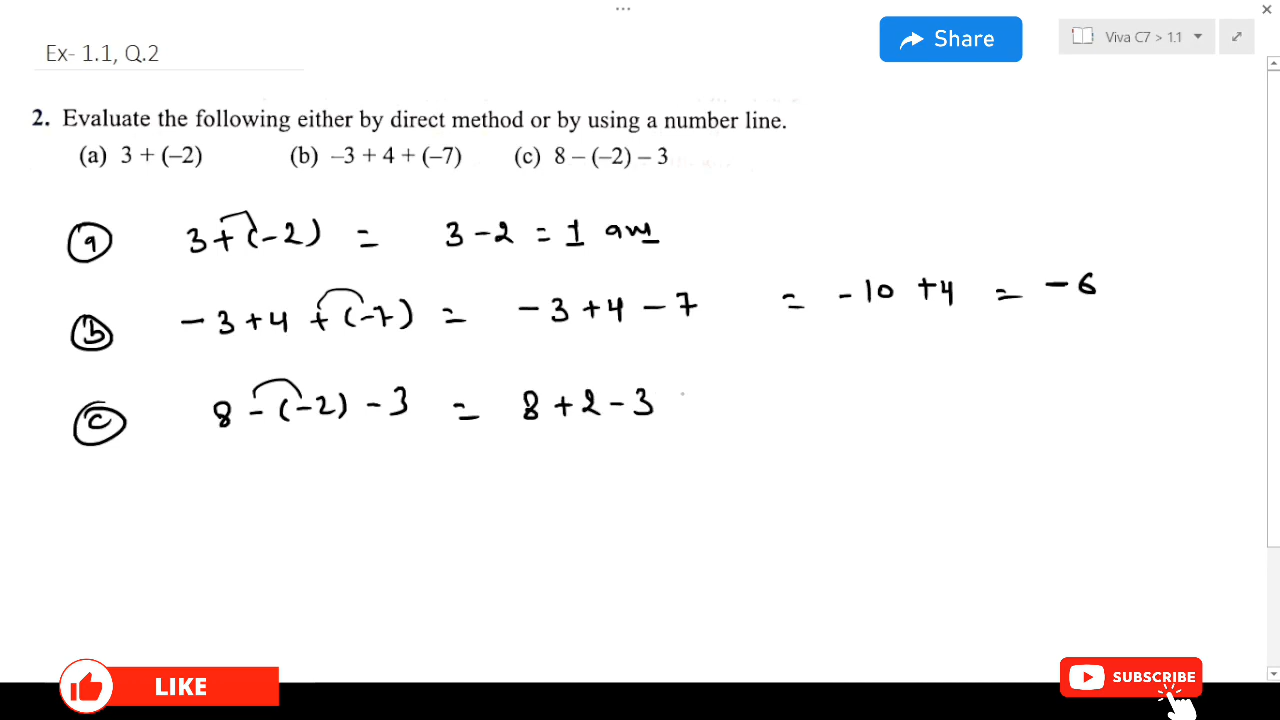 Ex- 1.1, Q.2
Share
Viva C7 > 1.1
2. Evaluate the following either by direct method or by using a number line.
(a) 3 + (–2) (b) –3 + 4 + (–7) (c) 8 – (–2) – 3
(a) 3+(-2) = 3-2 = 1 ans
(b) -3+4 + (-7) = -3+4-7 = -10 +4 = -6
(c) 8 - (-2) - 3 = 8+2-3
LIKE
SUBSCRIBE